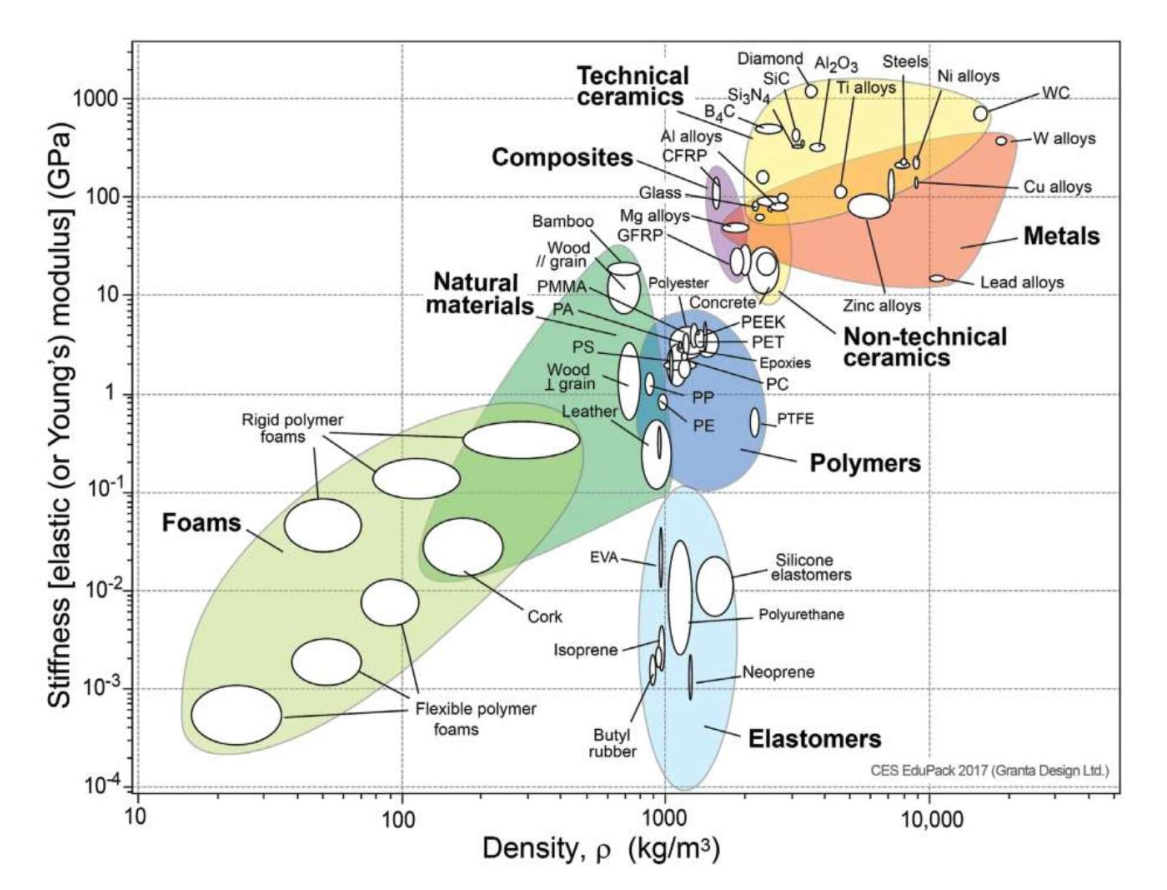 Stiffness [elastic (or Young's) modulus] (GPa)
1000
100
10
1
10-1
10-2
10-3
10-4
Technical
ceramics
Diamond
SiC
Si3N4
B4C
Al2O3
Ti alloys
Steels
Ni alloys
WC
W alloys
Al alloys
CFRP
Composites
Glass
Mg alloys
GFRP
Cu alloys
Metals
Lead alloys
Zinc alloys
Bamboo
Wood
// grain
Natural
materials
PMMA
PA
PS
Wood
⊥ grain
Leather
Polyester
Concrete
PEEK
PET
Epoxies
PC
PP
PE
PTFE
Non-technical
ceramics
Polymers
Rigid polymer
foams
Foams
Cork
Flexible polymer
foams
EVA
Isoprene
Butyl
rubber
Silicone
elastomers
Polyurethane
Neoprene
Elastomers
CES EduPack 2017 (Granta Design Ltd.)
10
100
1000
10,000
Density, ρ (kg/m³)